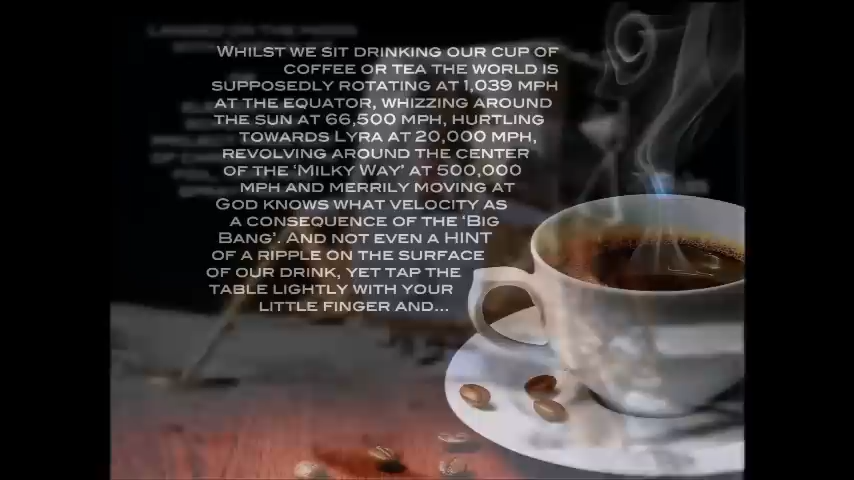 Whilst we sit drinking our cup of
coffee or tea the world is
supposedly rotating at 1,039 mph
at the equator, whizzing around
the sun at 66,500 mph, hurtling
towards Lyra at 20,000 mph,
revolving around the center
of the ‘Milky Way’ at 500,000
mph and merrily moving at
God knows what velocity as
a consequence of the ‘Big
Bang’. And not even a hint
of a ripple on the surface
of our drink, yet tap the
table lightly with your
little finger and...